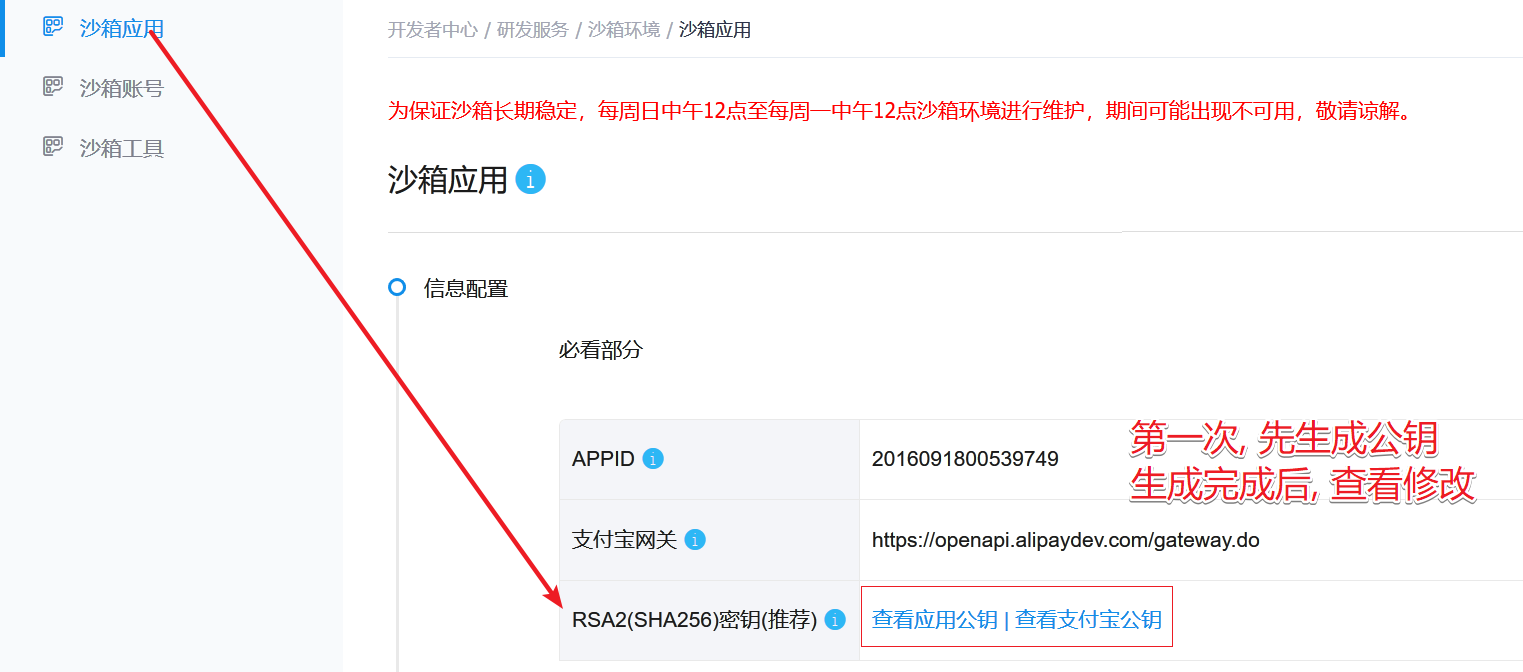 沙箱应用
沙箱账号
沙箱工具
开发者中心 / 研发服务 / 沙箱环境 / 沙箱应用
为保证沙箱长期稳定，每周日中午12点至每周一中午12点沙箱环境进行维护，期间可能出现不可用，敬请谅解。
沙箱应用 i
信息配置
必看部分
APPID i 2016091800539749
第一次, 先生成公钥
生成完成后, 查看修改
支付宝网关 i https://openapi.alipaydev.com/gateway.do
RSA2(SHA256)密钥(推荐) i 查看应用公钥 | 查看支付宝公钥